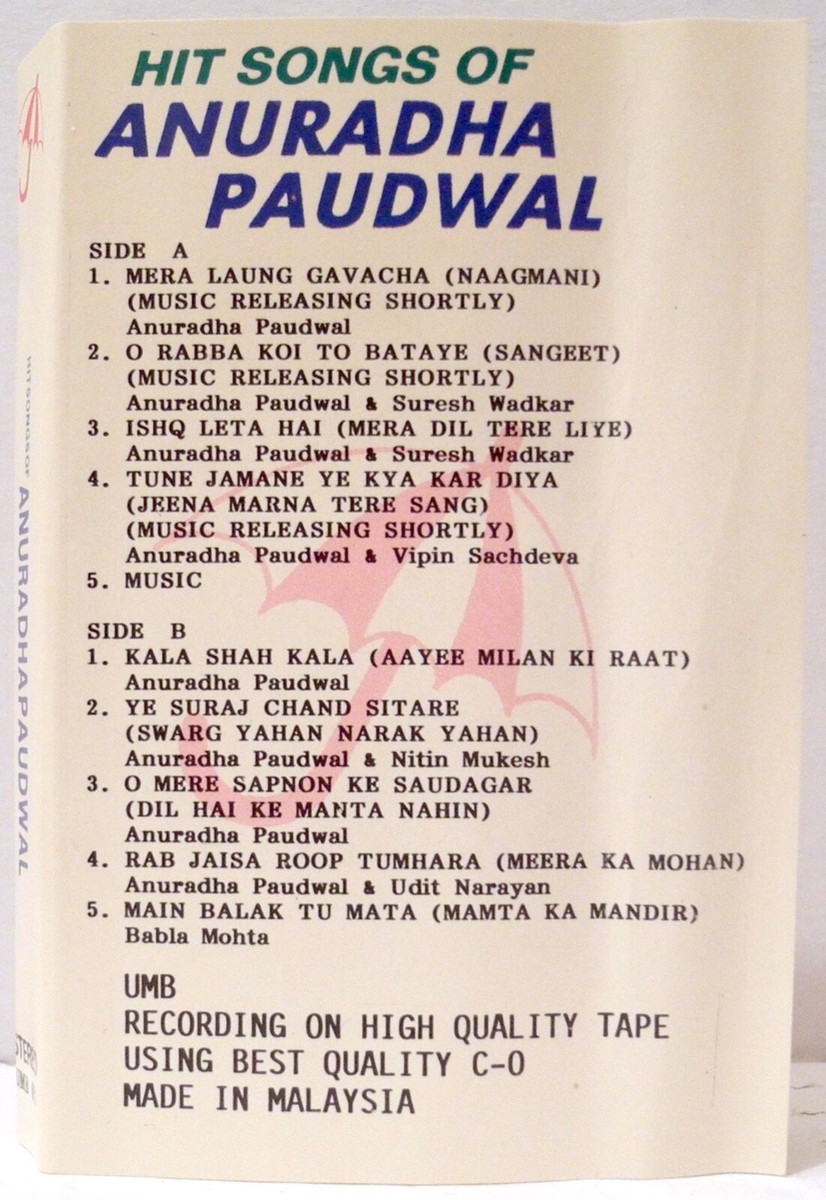 HIT SONGS OF
ANURADHA
PAUDWAL
SIDE A
1. MERA LAUNG GAVACHA (NAAGMANI)
(MUSIC RELEASING SHORTLY)
Anuradha Paudwal
2. O RABBA KOI TO BATAYE (SANGEET)
(MUSIC RELEASING SHORTLY)
Anuradha Paudwal & Suresh Wadkar
3. ISHQ LETA HAI (MERA DIL TERE LIYE)
Anuradha Paudwal & Suresh Wadkar
4. TUNE JAMANE YE KYA KAR DIYA
(JEENA MARNA TERE SANG)
(MUSIC RELEASING SHORTLY)
Anuradha Paudwal & Vipin Sachdeva
5. MUSIC
SIDE B
1. KALA SHAH KALA (AAYEE MILAN KI RAAT)
Anuradha Paudwal
2. YE SURAJ CHAND SITARE
(SWARG YAHAN NARAK YAHAN)
Anuradha Paudwal & Nitin Mukesh
3. O MERE SAPNON KE SAUDAGAR
(DIL HAI KE MANTA NAHIN)
Anuradha Paudwal
4. RAB JAISA ROOP TUMHARA (MEERA KA MOHAN)
Anuradha Paudwal & Udit Narayan
5. MAIN BALAK TU MATA (MAMTA KA MANDIR)
Babla Mohta
UMB
RECORDING ON HIGH QUALITY TAPE
USING BEST QUALITY C-O
MADE IN MALAYSIA
HIT SONGS OF ANURADHA PAUDWAL